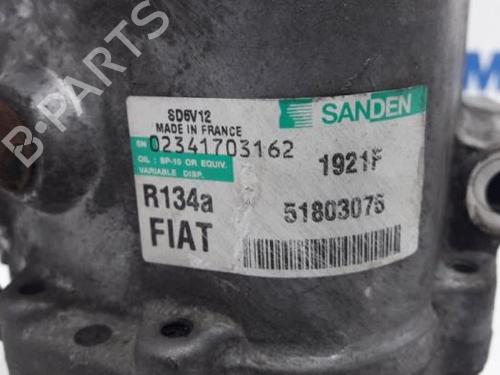 SD6V12
MADE IN FRANCE
SANDEN
SN 02341703162
OIL : SP-10 OR EQUIV.
VARIABLE DISP.
1921F
R134a
51803075
FIAT
B-PARTS